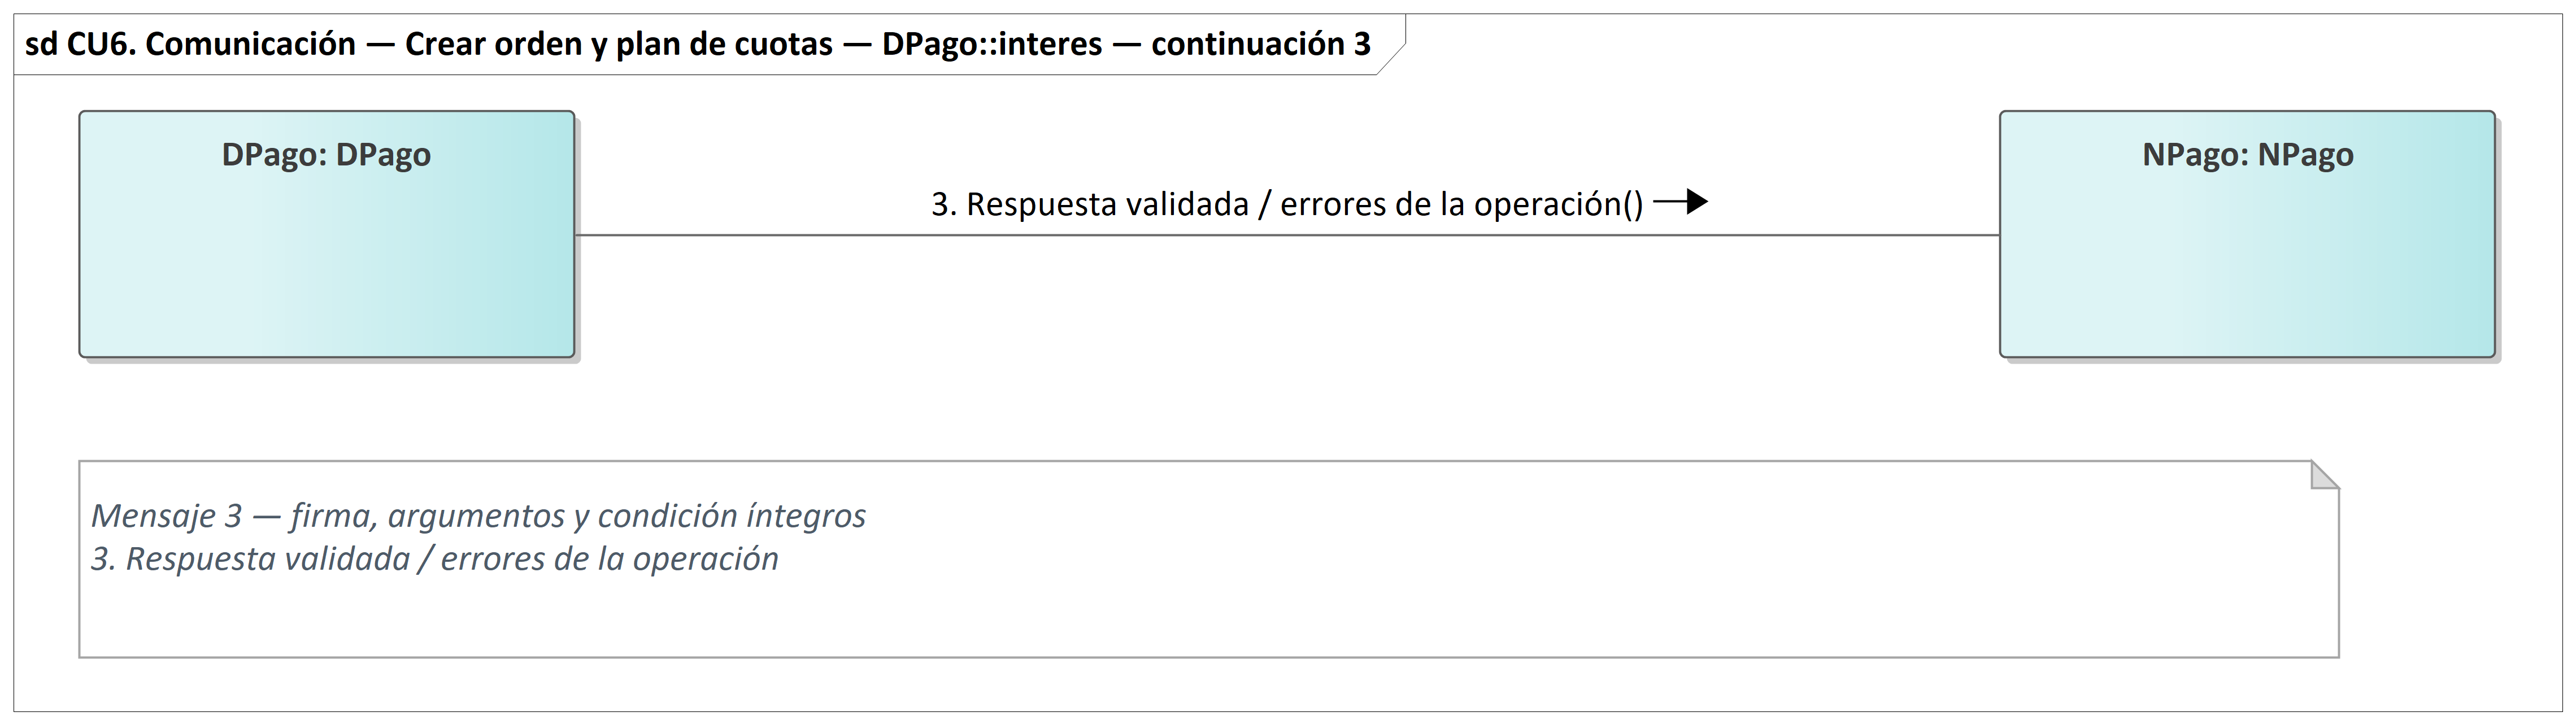 sd CU6. Comunicación — Crear orden y plan de cuotas — DPago::interes — continuación 3
DPago: DPago
NPago: NPago
3. Respuesta validada / errores de la operación()
Mensaje 3 — firma, argumentos y condición íntegros
3. Respuesta validada / errores de la operación